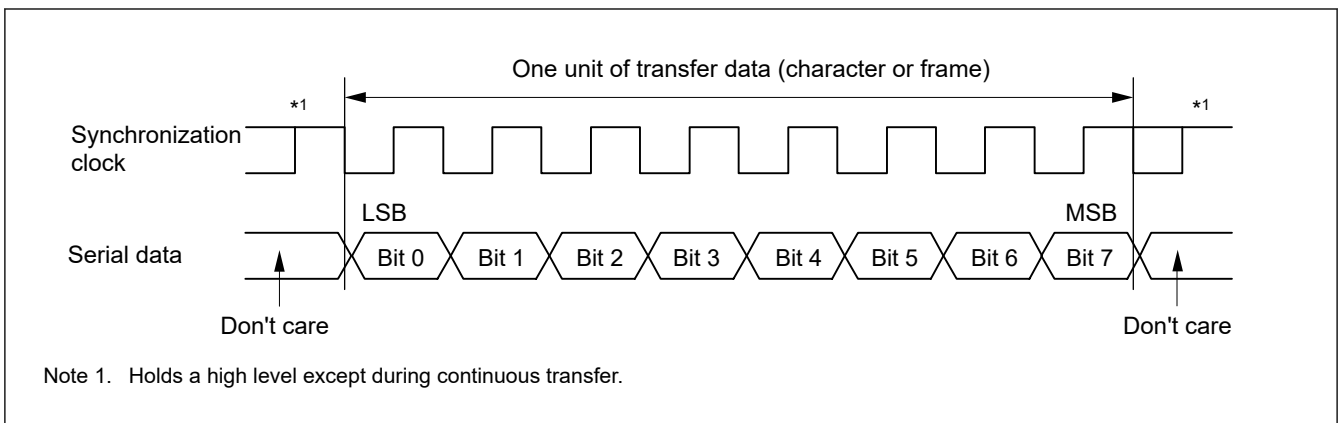 One unit of transfer data (character or frame)
*1
*1
Synchronization
clock
LSB
MSB
Serial data
Bit 0 Bit 1 Bit 2 Bit 3 Bit 4 Bit 5 Bit 6 Bit 7
Don't care
Don't care
Note 1. Holds a high level except during continuous transfer.